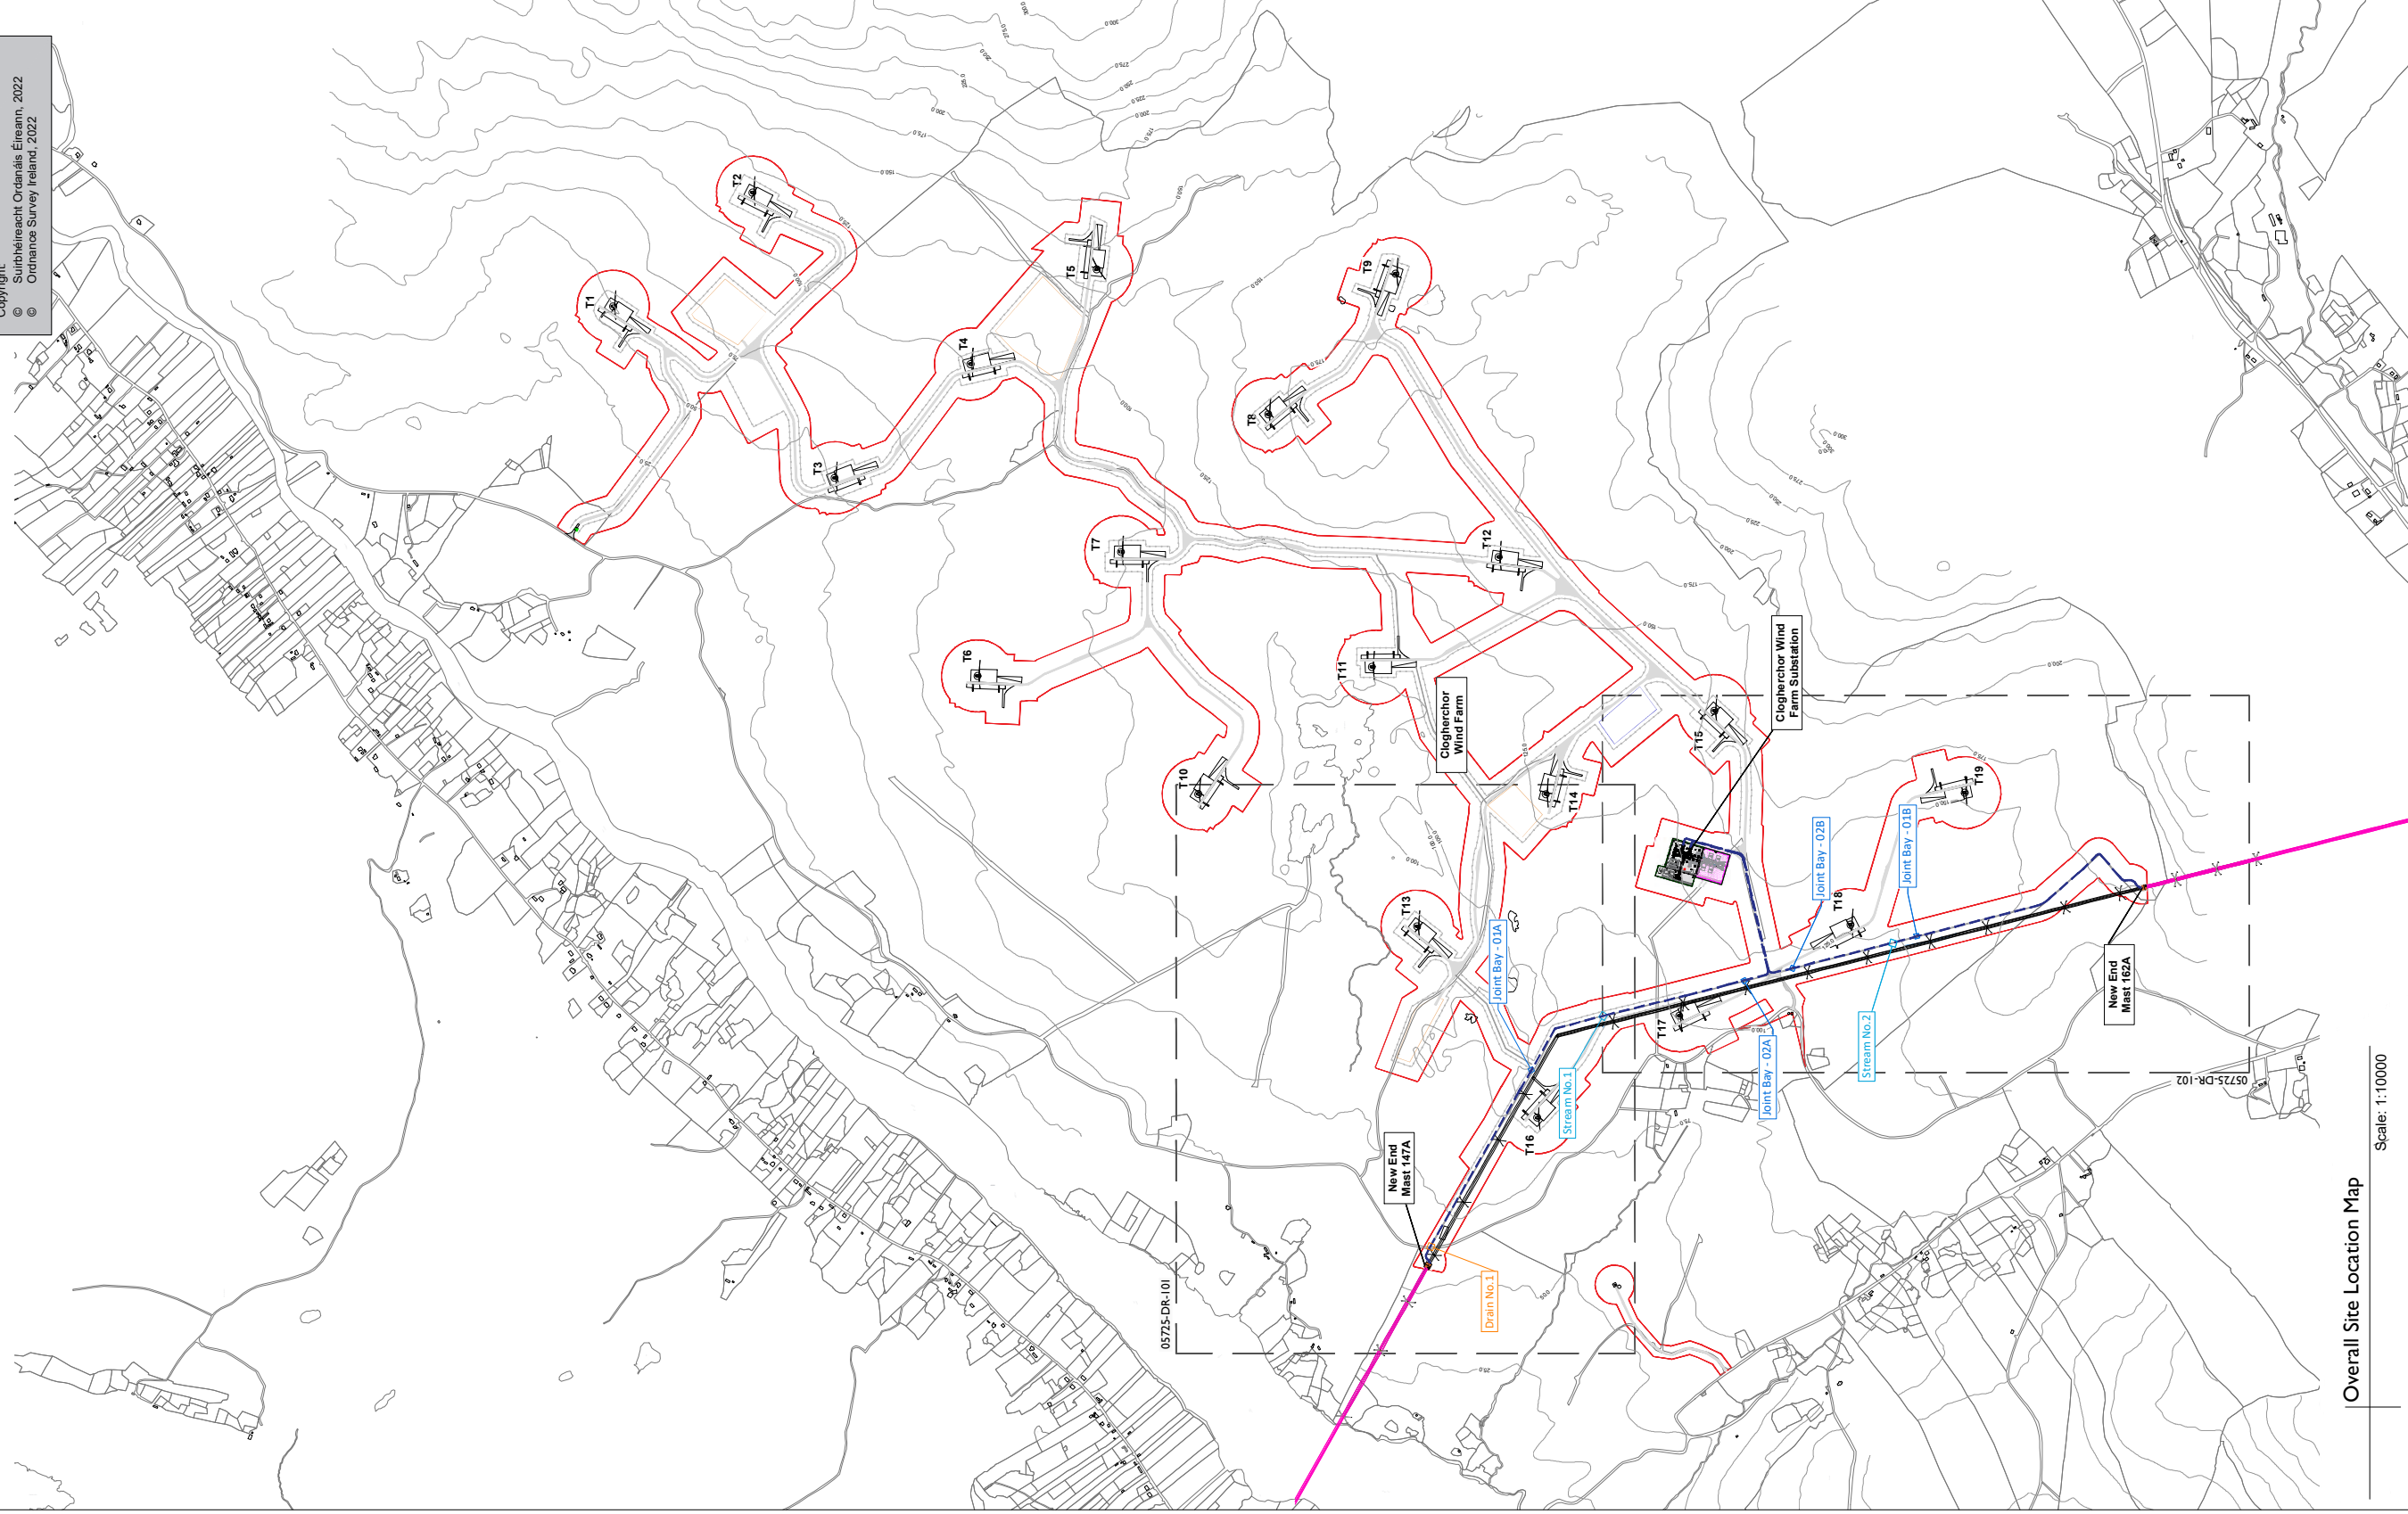 Copyright
© Suirbhéireacht Ordanáis Éireann, 2022
© Ordnance Survey Ireland, 2022
T1
T2
T3
T4
T5
T6
T7
T8
T9
T10
T11
T12
Clogherchor
Wind Farm
Clogherchor Wind
Farm Substation
T13
T14
T15
T16
T17
T18
T19
Joint Bay - 01A
Joint Bay - 02A
Joint Bay - 02B
Joint Bay - 01B
Stream No.1
Stream No.2
Drain No.1
New End
Mast 147A
New End
Mast 162A
05725-DR-101
05725-DR-102
Overall Site Location Map
Scale: 1:10000